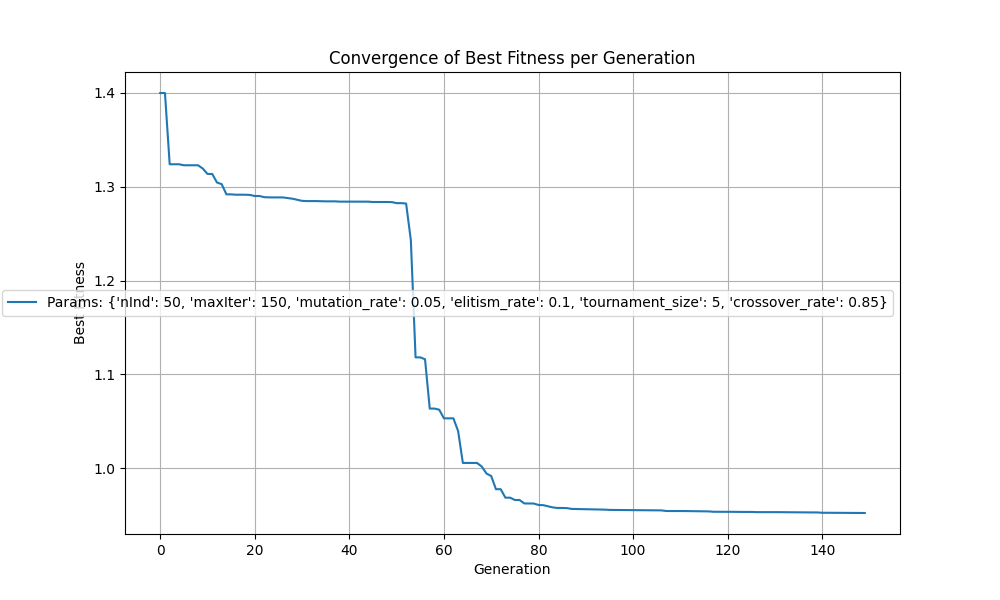 Convergence of Best Fitness per Generation
1.4
1.3
1.2
1.1
1.0
Best
ness
Params: {'nInd': 50, 'maxIter': 150, 'mutation_rate': 0.05, 'elitism_rate': 0.1, 'tournament_size': 5, 'crossover_rate': 0.85}
0 20 40 60 80 100 120 140
Generation